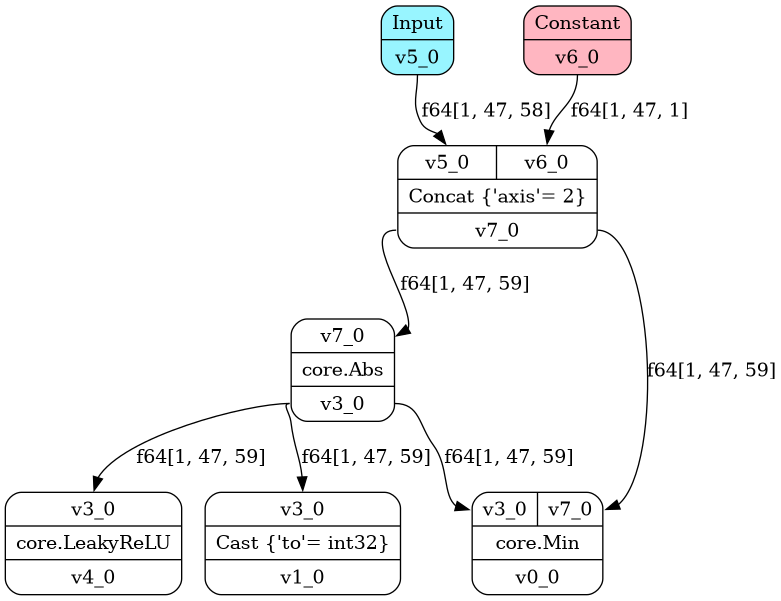 Input
v5_0
Constant
v6_0
f64[1, 47, 58]
f64[1, 47, 1]
v5_0
v6_0
Concat {'axis'= 2}
v7_0
f64[1, 47, 59]
f64[1, 47, 59]
v7_0
core.Abs
v3_0
f64[1, 47, 59]
f64[1, 47, 59]
f64[1, 47, 59]
v3_0
core.LeakyReLU
v4_0
v3_0
Cast {'to'= int32}
v1_0
v3_0
v7_0
core.Min
v0_0